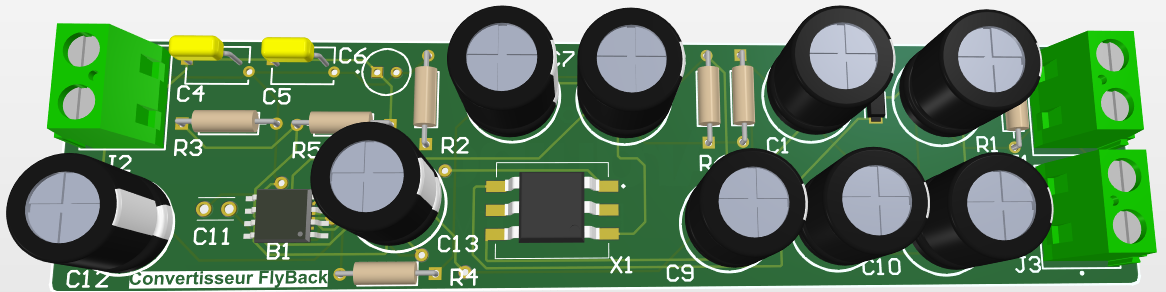 C6
C7
C4
C5
R3
R5
R2
C1
R1
J2
C11
B1
C13
X1
C9
C10
J3
C12
Convertisseur FlyBack
R4